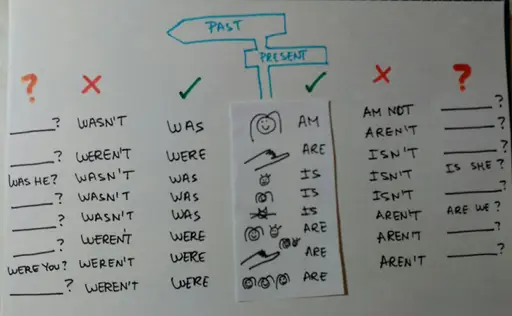 PAST
PRESENT
? × ✓ ✓ × ?
______? WASN'T WAS AM AM NOT ______?
______? WEREN'T WERE ARE AREN'T ______?
WAS HE? WASN'T WAS IS ISN'T IS SHE?
______? WASN'T WAS IS ISN'T ______?
______? WASN'T WAS IS ISN'T ARE WE?
______? WEREN'T WERE ARE AREN'T ______?
WERE YOU? WEREN'T WERE ARE AREN'T ______?
______? WEREN'T WERE ARE AREN'T